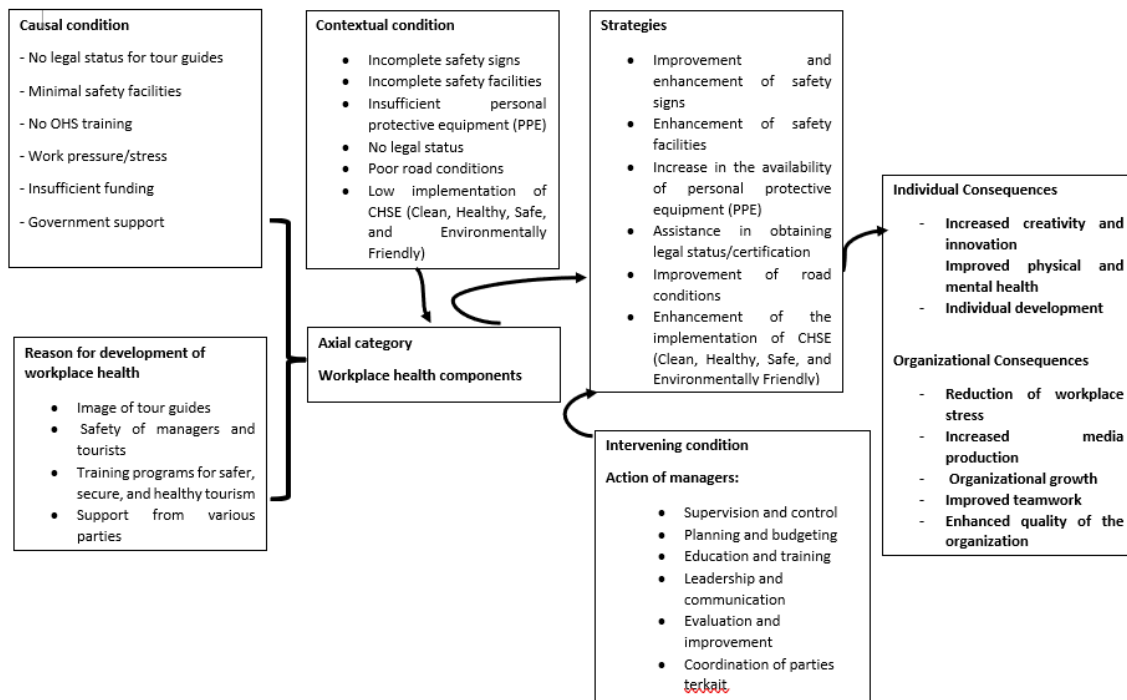 Causal condition
- No legal status for tour guides
- Minimal safety facilities
- No OHS training
- Work pressure/stress
- Insufficient funding
- Government support
Reason for development of
workplace health
• Image of tour guides
• Safety of managers and
tourists
• Training programs for safer,
secure, and healthy tourism
• Support from various
parties
Contextual condition
• Incomplete safety signs
• Incomplete safety facilities
• Insufficient personal
protective equipment (PPE)
• No legal status
• Poor road conditions
• Low implementation of
CHSE (Clean, Healthy, Safe,
and Environmentally
Friendly)
Axial category
Workplace health components
Strategies
• Improvement and
enhancement of safety
signs
• Enhancement of safety
facilities
• Increase in the availability
of personal protective
equipment (PPE)
• Assistance in obtaining
legal status/certification
• Improvement of road
conditions
• Enhancement of the
implementation of CHSE
(Clean, Healthy, Safe, and
Environmentally Friendly)
Intervening condition
Action of managers:
• Supervision and control
• Planning and budgeting
• Education and training
• Leadership and
communication
• Evaluation and
improvement
• Coordination of parties
terkait
Individual Consequences
- Increased creativity and
innovation
Improved physical and
mental health
- Individual development
Organizational Consequences
- Reduction of workplace
stress
- Increased media
production
- Organizational growth
- Improved teamwork
- Enhanced quality of the
organization